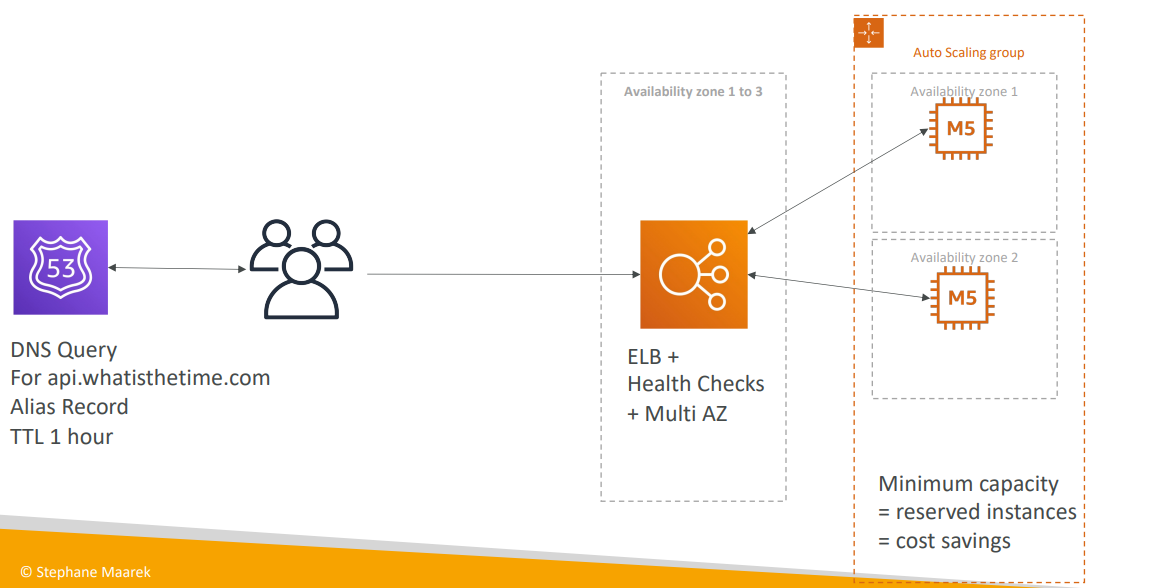 Auto Scaling group
Availability zone 1 to 3
Availability zone 1
M5
53
Availability zone 2
M5
DNS Query
For api.whatisthetime.com
Alias Record
TTL 1 hour
ELB +
Health Checks
+ Multi AZ
Minimum capacity
= reserved instances
= cost savings
© Stephane Maarek